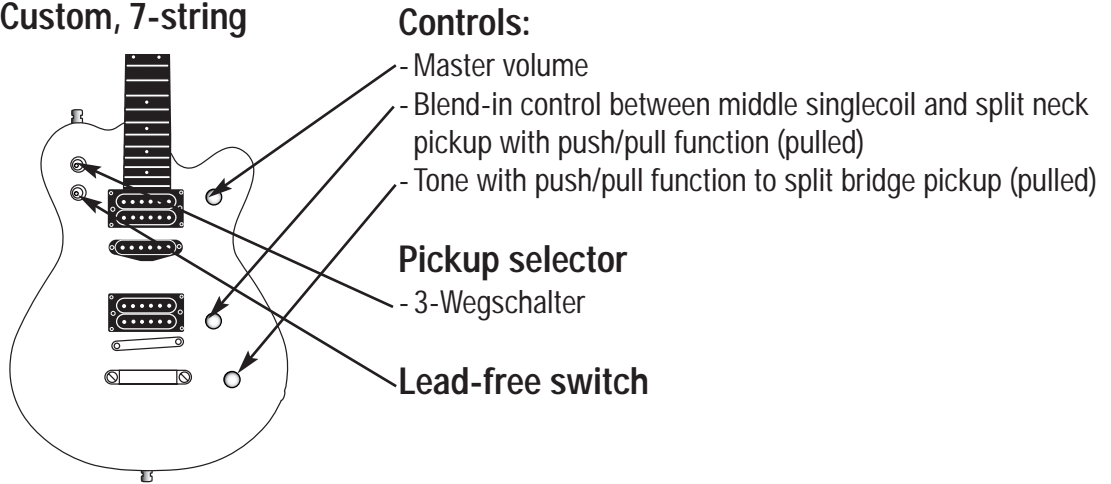 Custom, 7-string
Controls:
- Master volume
- Blend-in control between middle singlecoil and split neck
pickup with push/pull function (pulled)
- Tone with push/pull function to split bridge pickup (pulled)
Pickup selector
- 3-Wegschalter
Lead-free switch